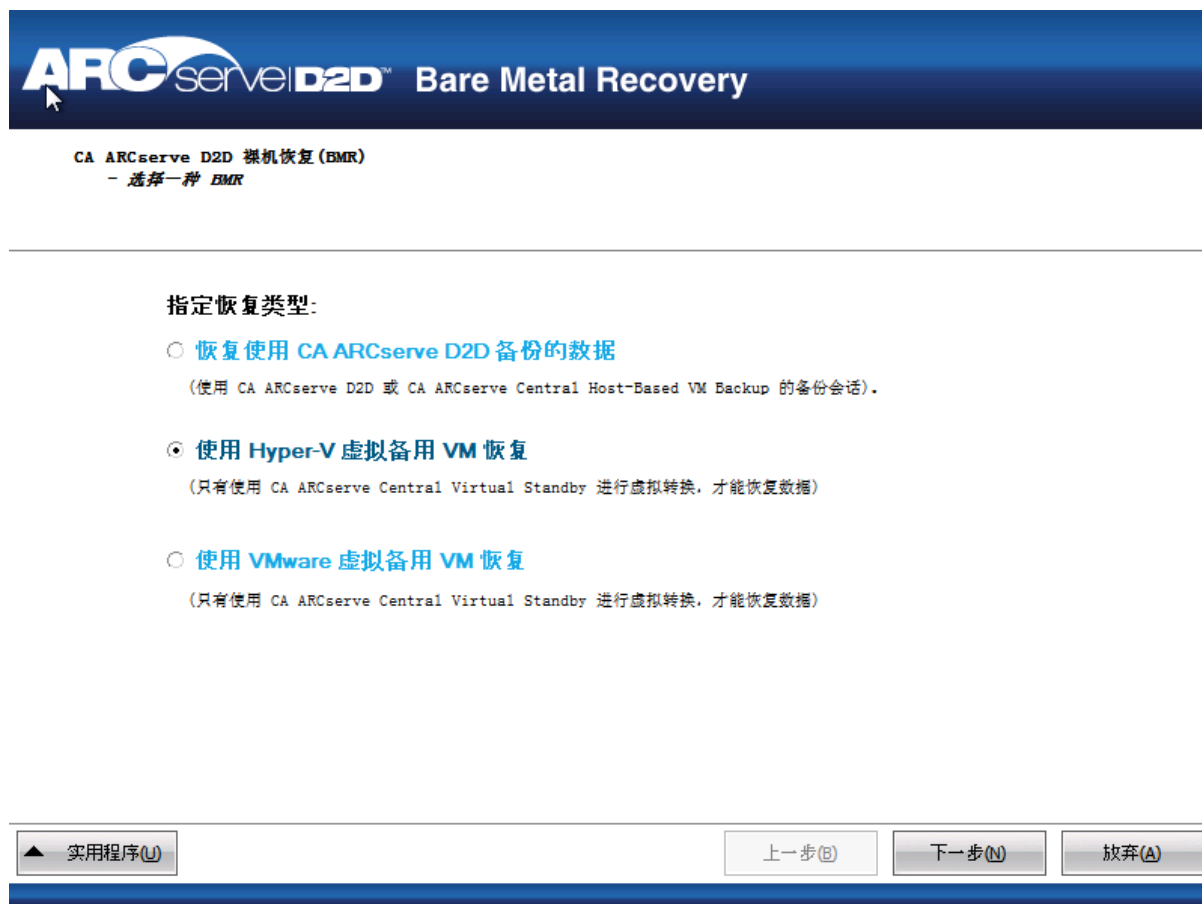 ARCserve D2D™ Bare Metal Recovery
CA ARCserve D2D 裸机恢复(BMR)
- 选择一种 BMR
指定恢复类型:
恢复使用 CA ARCserve D2D 备份的数据
(使用 CA ARCserve D2D 或 CA ARCserve Central Host-Based VM Backup 的备份会话).
使用 Hyper-V 虚拟备用 VM 恢复
(只有使用 CA ARCserve Central Virtual Standby 进行虚拟转换, 才能恢复数据)
使用 VMware 虚拟备用 VM 恢复
(只有使用 CA ARCserve Central Virtual Standby 进行虚拟转换, 才能恢复数据)
实用程序(U) 上一步(B) 下一步(N) 放弃(A)